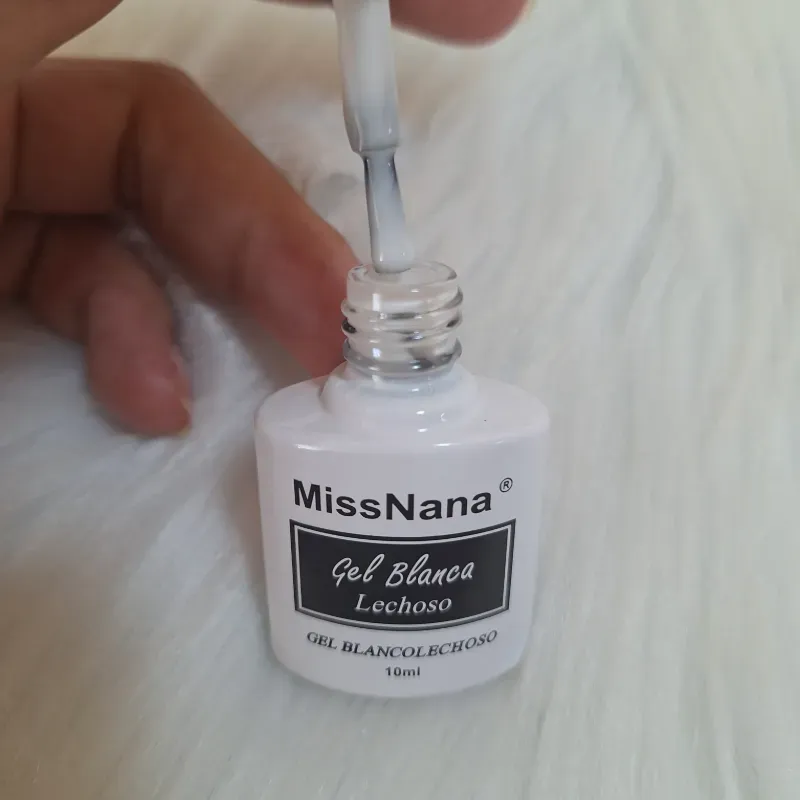 MissNana ®
Gel Blanca
Lechoso
GEL BLANCOLECHOSO
10ml